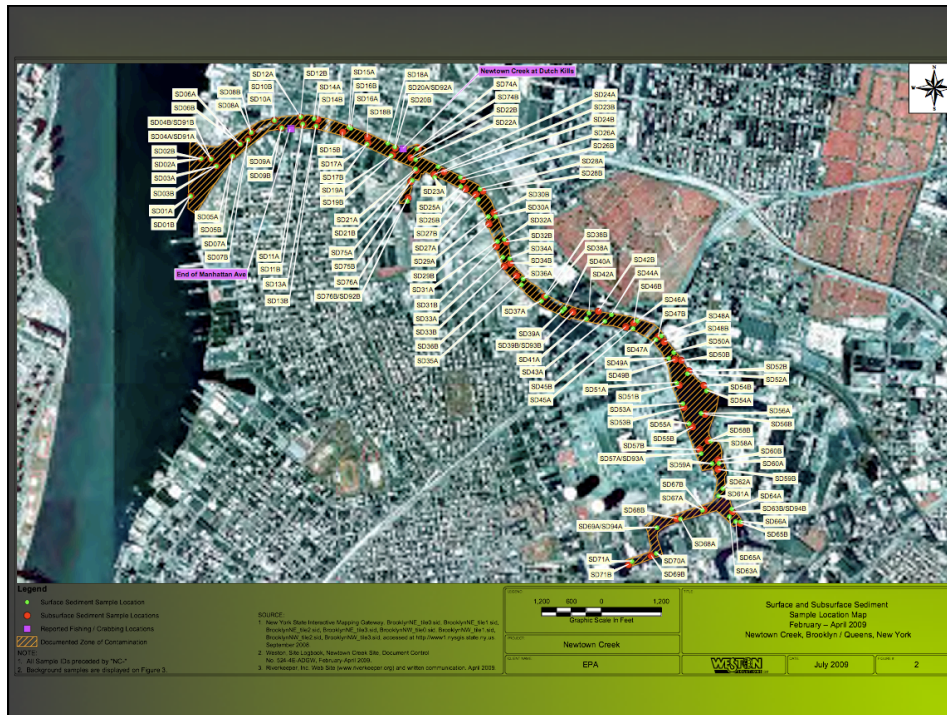 SD12A
SD12B
SD15A
SD18A
Newtown Creek at Dutch Kills
SD06A
SD08B
SD10B
SD14A
SD16B
SD20A/SD92A
SD74A
SD06B
SD08A
SD10A
SD14B
SD16A
SD20B
SD74B
SD24A
SD18B
SD22B
SD23B
SD04B/SD91B
SD22A
SD24B
SD04A/SD91A
SD26A
SD02B
SD15B
SD26B
SD02A
SD09A
SD17A
SD28A
SD03A
SD09B
SD17B
SD28B
SD03B
SD19A
SD23A
SD30B
SD19B
SD25A
SD30A
SD01A
SD05A
SD21A
SD25B
SD32A
SD01B
SD05B
SD21B
SD27B
SD32B
SD38B
SD07A
SD27A
SD34A
SD38A
SD07B
SD11A
SD75A
SD29A
SD34B
SD40A
SD42B
End of Manhattan Ave
SD11B
SD75B
SD29B
SD36A
SD42A
SD44A
SD13A
SD76A
SD31A
SD46B
SD13B
SD76B/SD92B
SD31B
SD37A
SD46A
SD33A
SD47B
SD33B
SD39A
SD48A
SD36B
SD39B/SD93B
SD47A
SD48B
SD35A
SD41A
SD49A
SD50A
SD43A
SD49B
SD50B
SD45B
SD51A
SD52B
SD45A
SD51B
SD52A
SD53A
SD54B
SD53B
SD54A
SD55A
SD56A
SD55B
SD56B
SD57B
SD58B
SD57A/SD93A
SD58A
SD59A
SD60B
SD60A
SD67B
SD59B
SD67A
SD62A
SD68B
SD61A
SD64A
SD69A/SD94A
SD63B/SD94B
SD68A
SD66A
SD65B
SD71A
SD70A
SD65A
SD71B
SD69B
SD63A
N
S
Legend
Surface Sediment Sample Location
Subsurface Sediment Sample Locations
Reported Fishing / Crabbing Locations
Documented Zone of Contamination
NOTE:
1. All Sample IDs preceded by "NC-"
2. Background samples are displayed on Figure 3.
SOURCE:
2. Weston, Site Logbook, Newtown Creek Site, Document Control
3. Riverkeeper, Inc. Web Site (www.riverkeeper.org) and written communication, April 2009.
1,200 600 0 1,200
Graphic Scale In Feet
PROJECT
Newtown Creek
EPA
TITLE
Surface and Subsurface Sediment
Sample Location Map
February – April 2009
Newtown Creek, Brooklyn / Queens, New York
WESTON
DATE
July 2009
FIGURE #
2